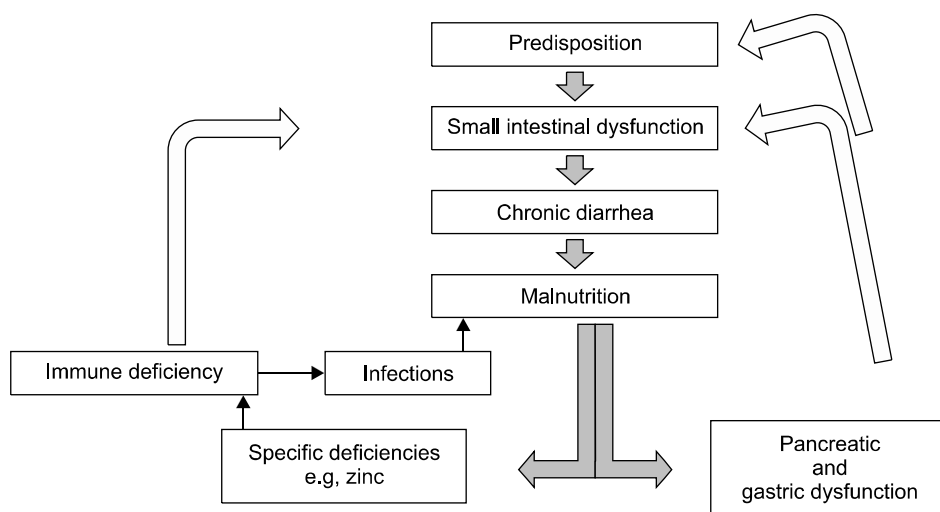 Predisposition
Small intestinal dysfunction
Chronic diarrhea
Malnutrition
Immune deficiency
Infections
Specific deficiencies
e.g, zinc
Pancreatic
and
gastric dysfunction